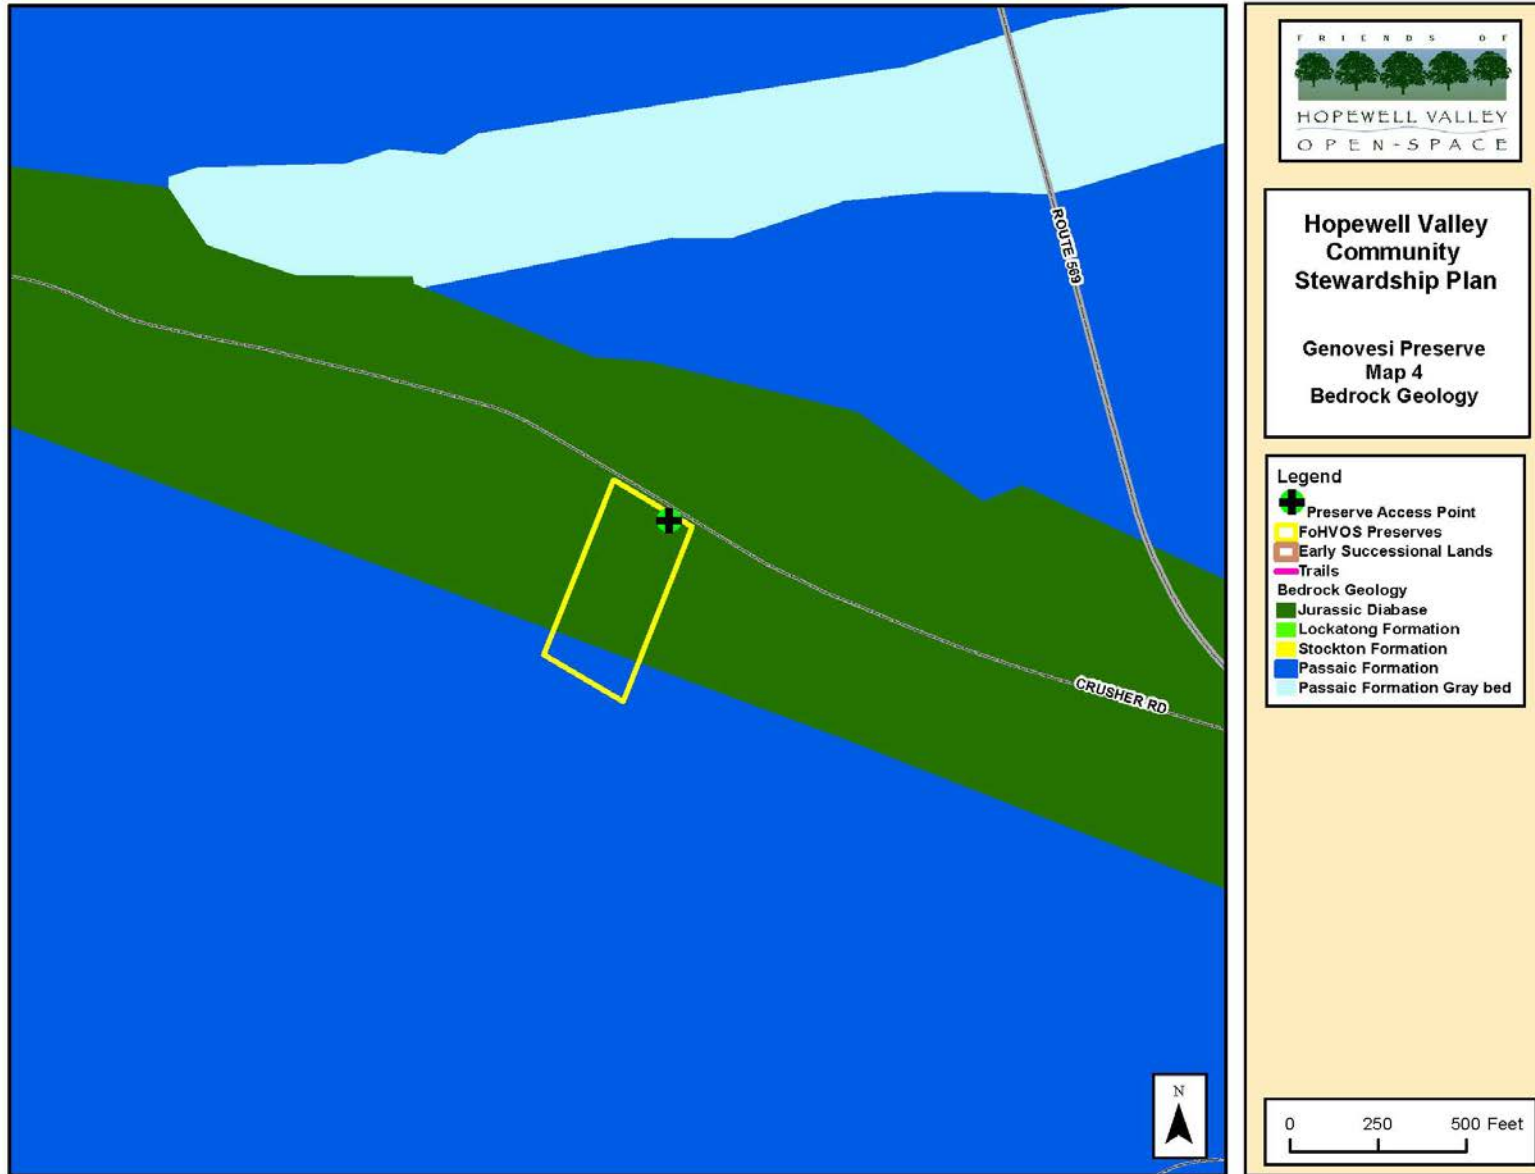 FRIENDS OF
HOPEWELL VALLEY
OPEN-SPACE
Hopewell Valley
Community
Stewardship Plan
Genovesi Preserve
Map 4
Bedrock Geology
Legend
Preserve Access Point
FoHVOS Preserves
Early Successional Lands
Trails
Bedrock Geology
Jurassic Diabase
Lockatong Formation
Stockton Formation
Passaic Formation
Passaic Formation Gray bed
ROUTE 569
CRUSHER RD
N
0 250 500 Feet